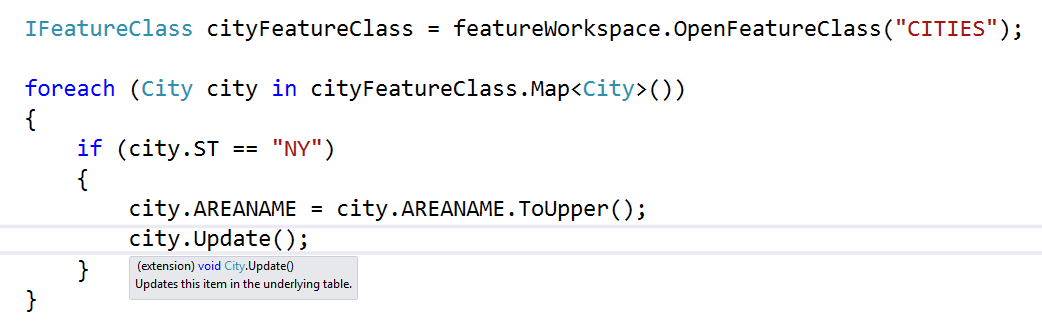 IFeatureClass cityFeatureClass = featureWorkspace.OpenFeatureClass("CITIES");
foreach (City city in cityFeatureClass.Map<City>())
{
if (city.ST == "NY")
{
city.AREANAME = city.AREANAME.ToUpper();
city.Update();
(extension) void City.Update()
}
Updates this item in the underlying table.
}